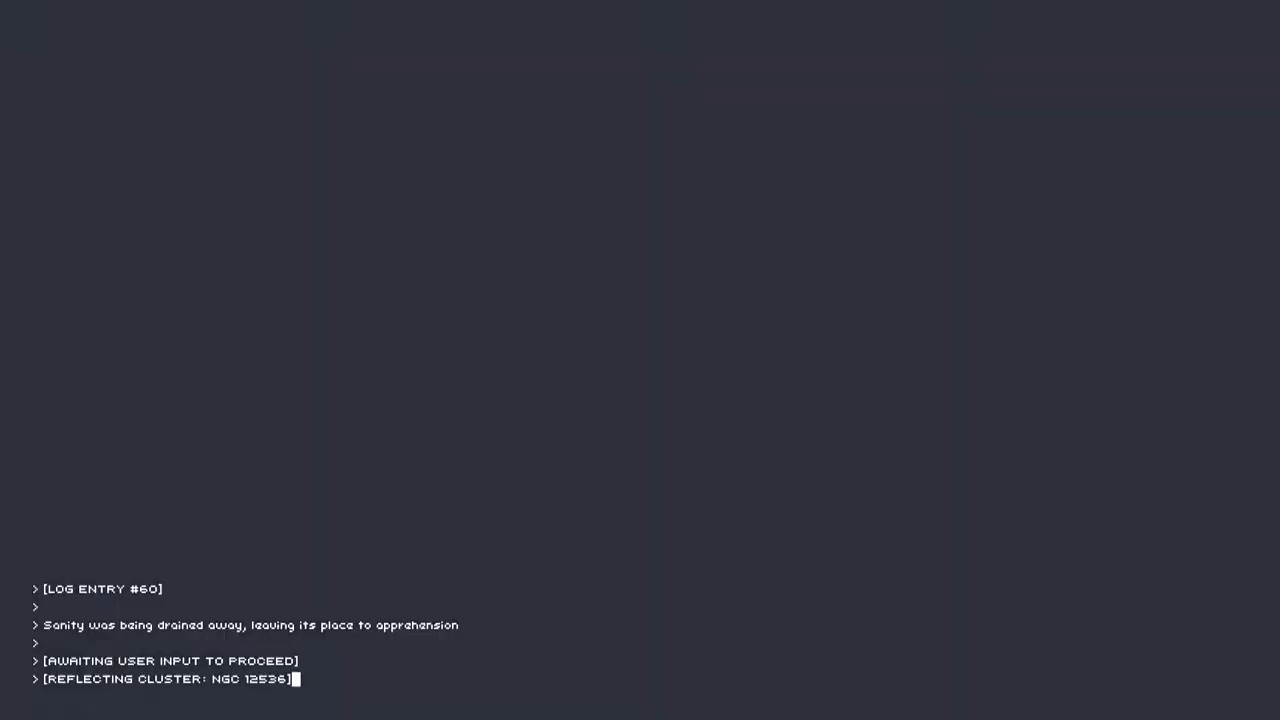 > [LOG ENTRY #60]
>
> Sanity was being drained away, leaving its place to apprehension
>
> [AWAITING USER INPUT TO PROCEED]
> [REFLECTING CLUSTER: NGC 12536]